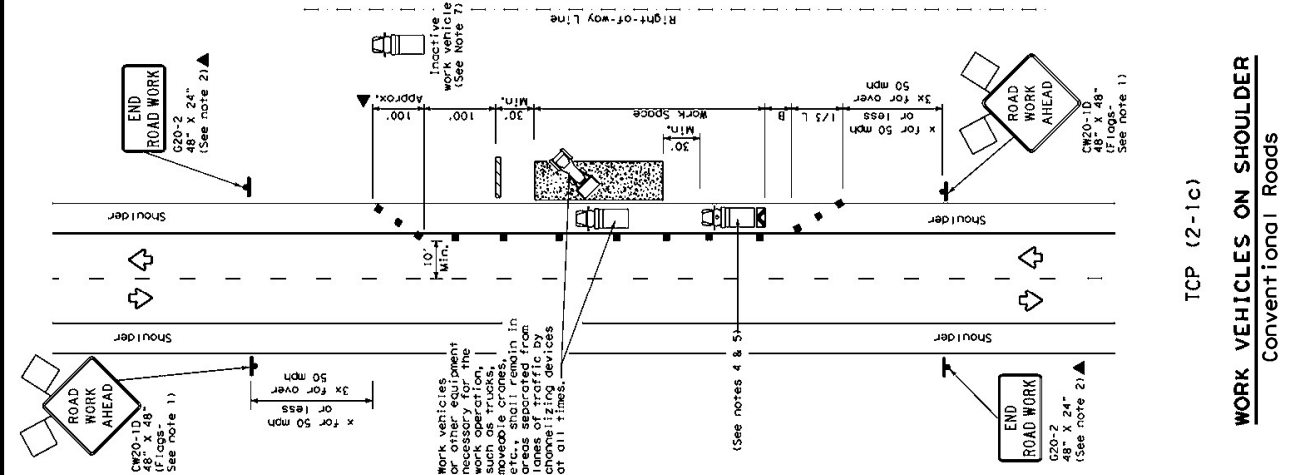 ROAD
WORK
AHEAD
CW20-1D
48" X 48"
(Flags-
See note 1)
x for 50 mph
or less
3x for over
50 mph
Shoulder
END
ROAD WORK
G20-2
48" X 24"
(See note 2)
Shoulder
Inactive
work vehicle
(See Note 7)
Right-of-way Line
Approx.
100'
100'
30'
Min.
Work Space
30'
Min.
B
1/3 L
x for 50 mph
or less
3x for over
50 mph
10'
Min.
Work vehicles
or other equipment
necessary for the
work operation,
such as trucks,
moveable cranes,
etc., shall remain in
areas separated from
lanes of traffic by
channelizing devices
at all times.
(See notes 4 & 5)
Shoulder
Shoulder
END
ROAD WORK
G20-2
48" X 24"
(See note 2)
ROAD
WORK
AHEAD
CW20-1D
48" X 48"
(Flags-
See note 1)
TCP (2-1c)
WORK VEHICLES ON SHOULDER
Conventional Roads